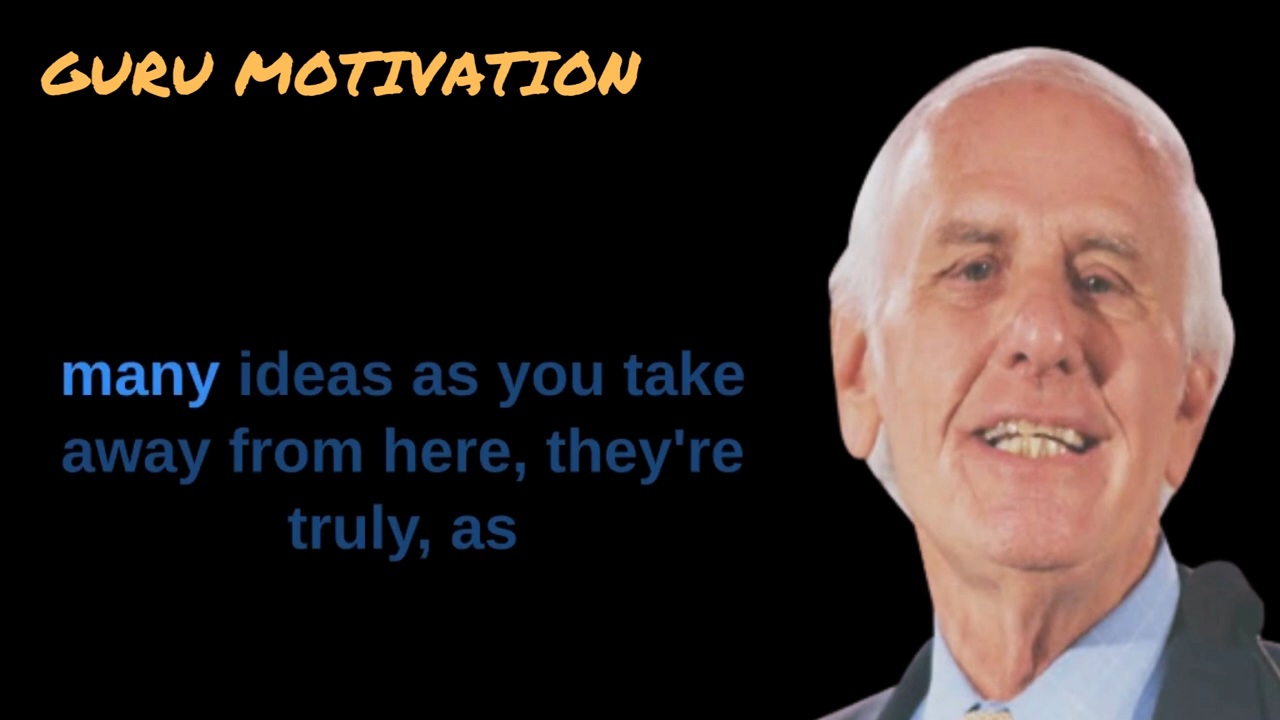 GURU MOTIVATION
many ideas as you take
away from here, they're
truly, as